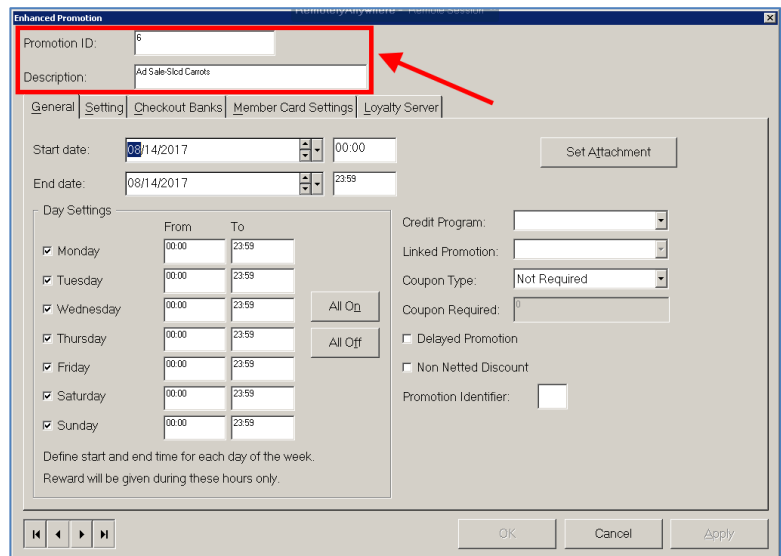 RemotelyAnywhere - Remote Session
Enhanced Promotion
Promotion ID: 6
Description: Ad Sale-Slcd Carrots
General Setting Checkout Banks Member Card Settings Loyalty Server
Start date: 08/14/2017 00:00 Set Attachment
End date: 08/14/2017 23:59
Day Settings
From To
Monday 00:00 23:59
Tuesday 00:00 23:59
Wednesday 00:00 23:59
Thursday 00:00 23:59
Friday 00:00 23:59
Saturday 00:00 23:59
Sunday 00:00 23:59
All On
All Off
Define start and end time for each day of the week.
Reward will be given during these hours only.
Credit Program:
Linked Promotion:
Coupon Type: Not Required
Coupon Required: 0
Delayed Promotion
Non Netted Discount
Promotion Identifier:
OK Cancel Apply